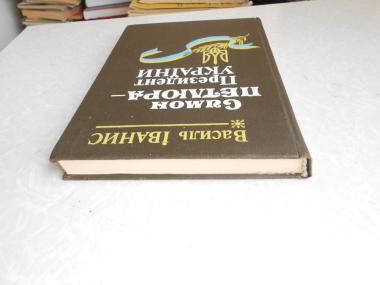 Василь ІВАНИС
Симон
ПЕТЛЮРА –
Президент
УКРАЇНИ